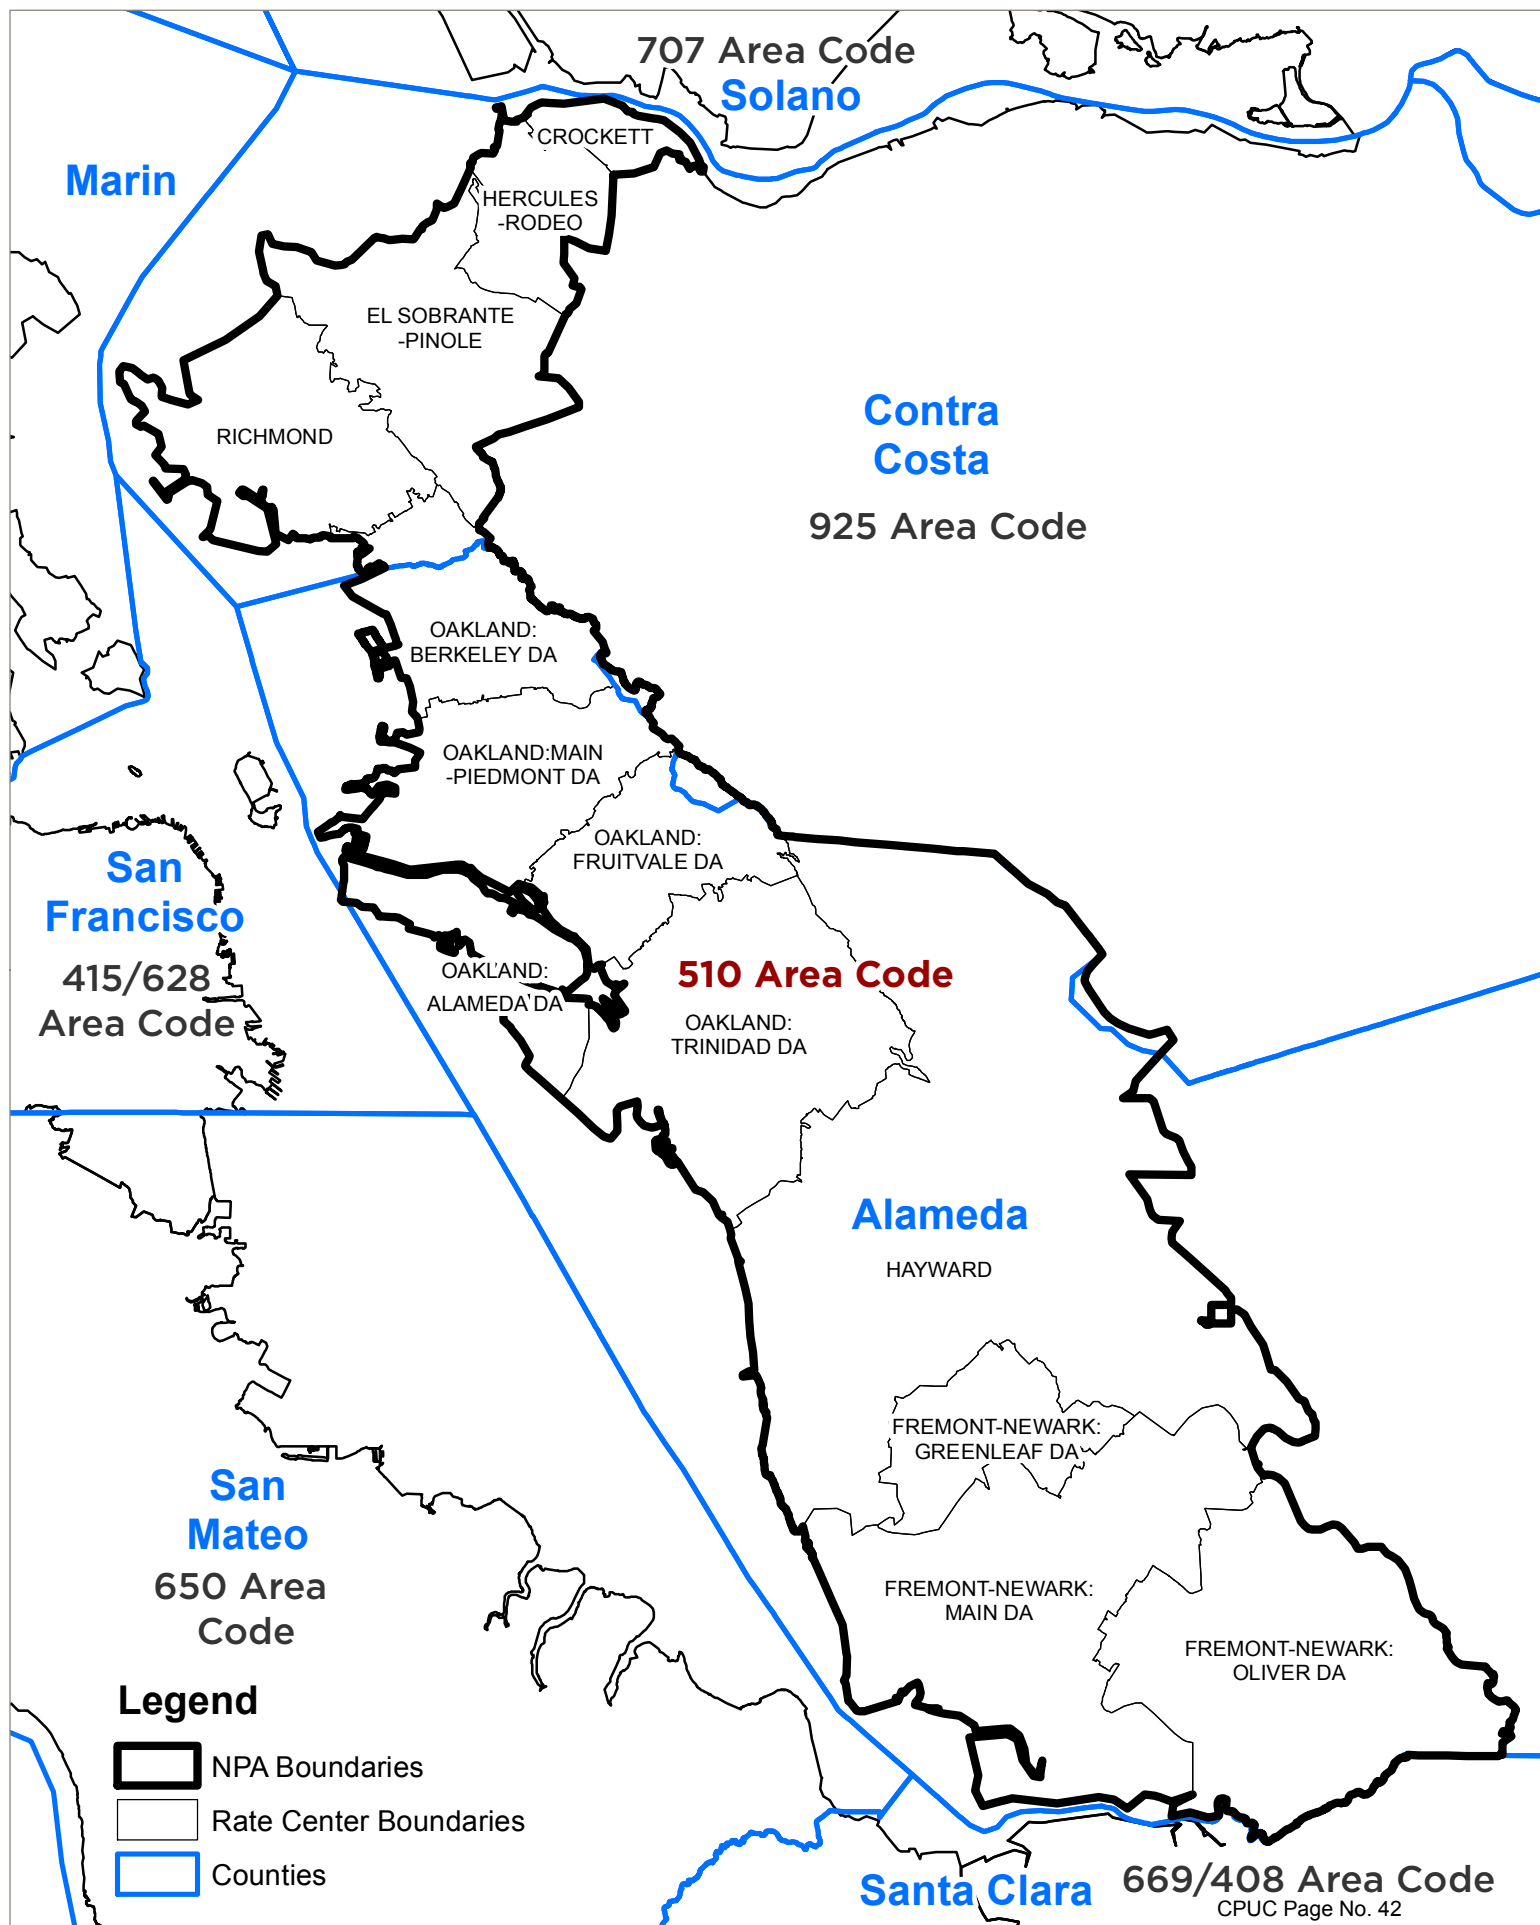 707 Area Code
Solano
CROCKETT
Marin
HERCULES
-RODEO
EL SOBRANTE
-PINOLE
Contra
Costa
RICHMOND
925 Area Code
OAKLAND:
BERKELEY DA
OAKLAND:MAIN
-PIEDMONT DA
OAKLAND:
FRUITVALE DA
San
Francisco
415/628
Area Code
OAKLAND:
ALAMEDA DA
510 Area Code
OAKLAND:
TRINIDAD DA
Alameda
HAYWARD
FREMONT-NEWARK:
GREENLEAF DA
San
Mateo
650 Area
Code
FREMONT-NEWARK:
MAIN DA
FREMONT-NEWARK:
OLIVER DA
Legend
NPA Boundaries
Rate Center Boundaries
Counties
Santa Clara
669/408 Area Code
CPUC Page No. 42